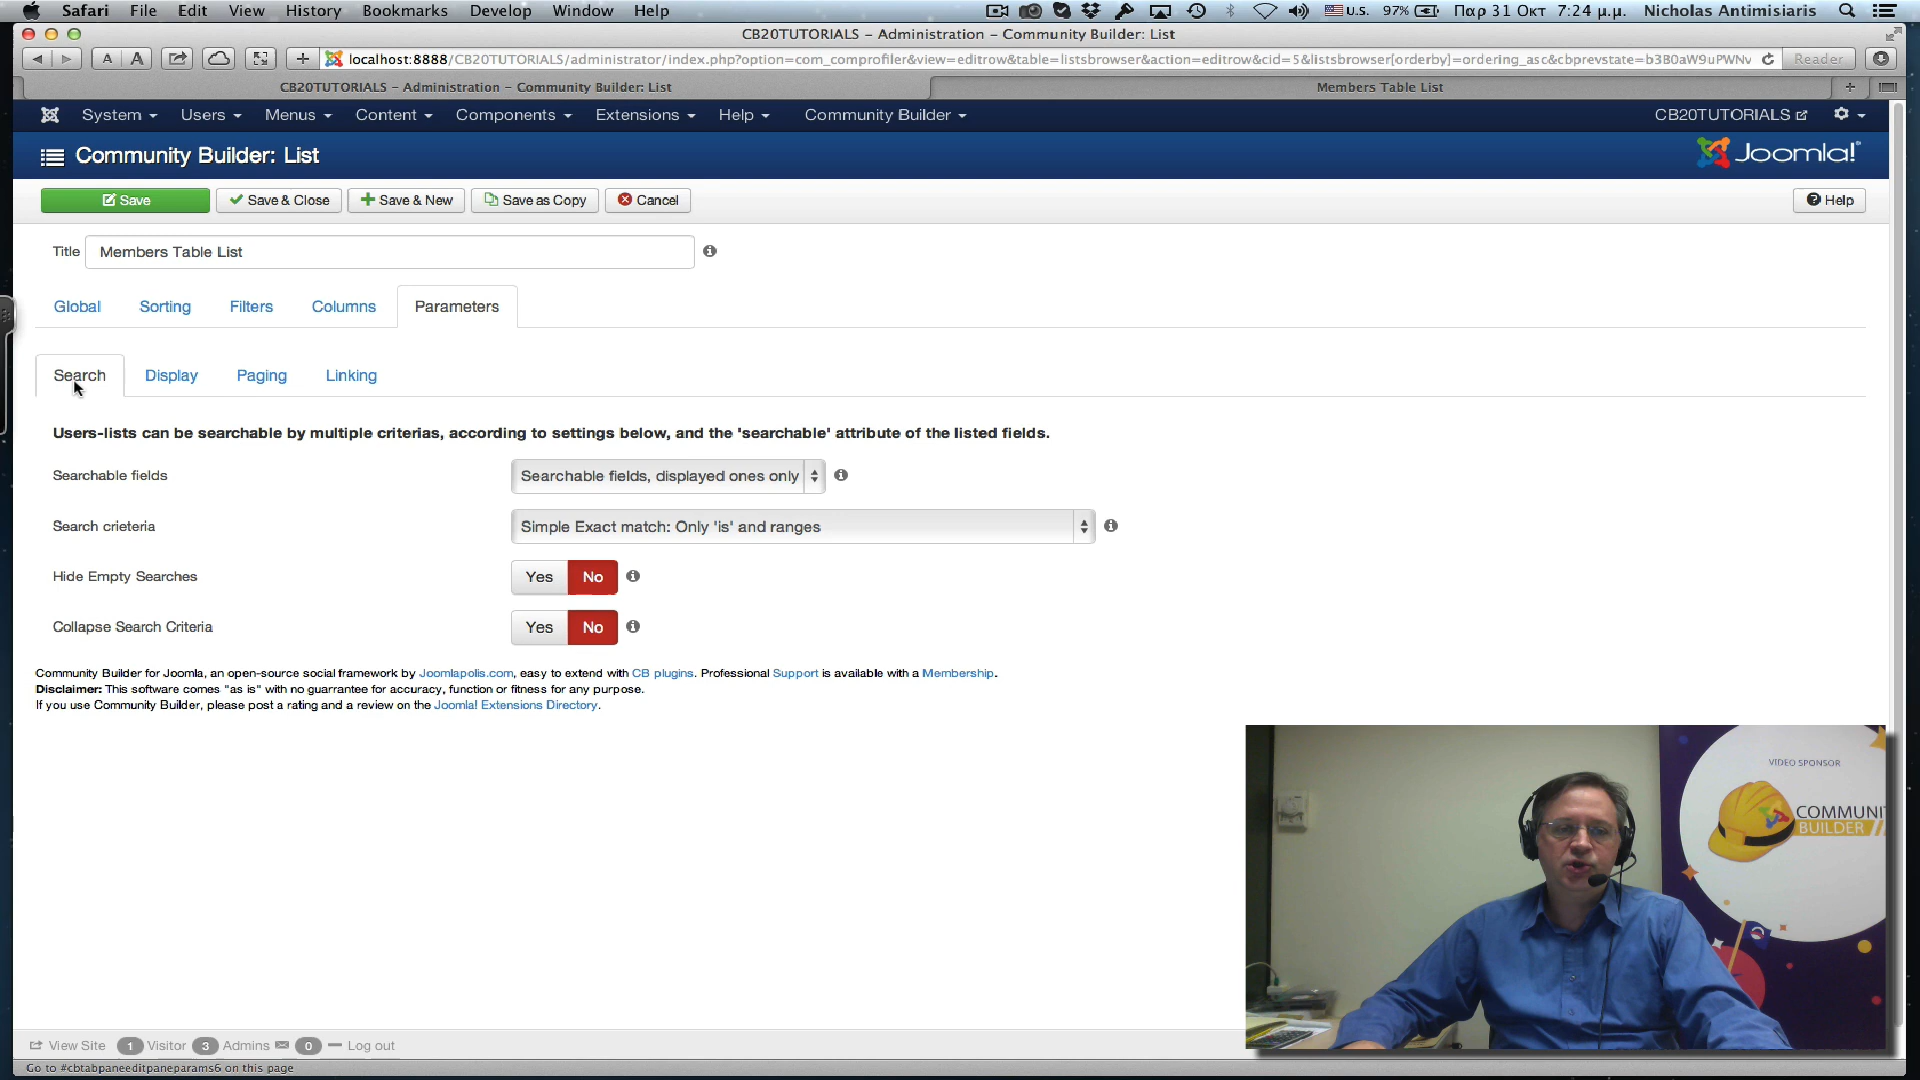 Safari File Edit View History Bookmarks Develop Window Help U.S. 97% Παρ 31 Οκτ 7:24 μ.μ. Nicholas Antimisiaris
CB20TUTORIALS – Administration – Community Builder: List
A A + localhost:8888/CB20TUTORIALS/administrator/index.php?option=com_comprofiler&view=editrow&table=listsbrowser&action=editrow&cid=5&listsbrowser[orderby]=ordering_asc&cbprevstate=b3B0aW9uPWNv Reader
CB20TUTORIALS – Administration – Community Builder: List Members Table List +
System Users Menus Content Components Extensions Help Community Builder CB20TUTORIALS
Community Builder: List Joomla!®
Save Save & Close Save & New Save as Copy Cancel Help
Title Members Table List
Global Sorting Filters Columns Parameters
Search Display Paging Linking
Users-lists can be searchable by multiple criterias, according to settings below, and the 'searchable' attribute of the listed fields.
Searchable fields Searchable fields, displayed ones only
Search crieteria Simple Exact match: Only 'is' and ranges
Hide Empty Searches Yes No
Collapse Search Criteria Yes No
Community Builder for Joomla, an open-source social framework by Joomlapolis.com, easy to extend with CB plugins. Professional Support is available with a Membership.
Disclaimer: This software comes "as is" with no guarrantee for accuracy, function or fitness for any purpose.
If you use Community Builder, please post a rating and a review on the Joomla! Extensions Directory.
VIDEO SPONSOR
COMMUNI
BUILDER //
View Site 1 Visitor 3 Admins 0 Log out
Go to #cbtabpaneeditpaneparams6 on this page